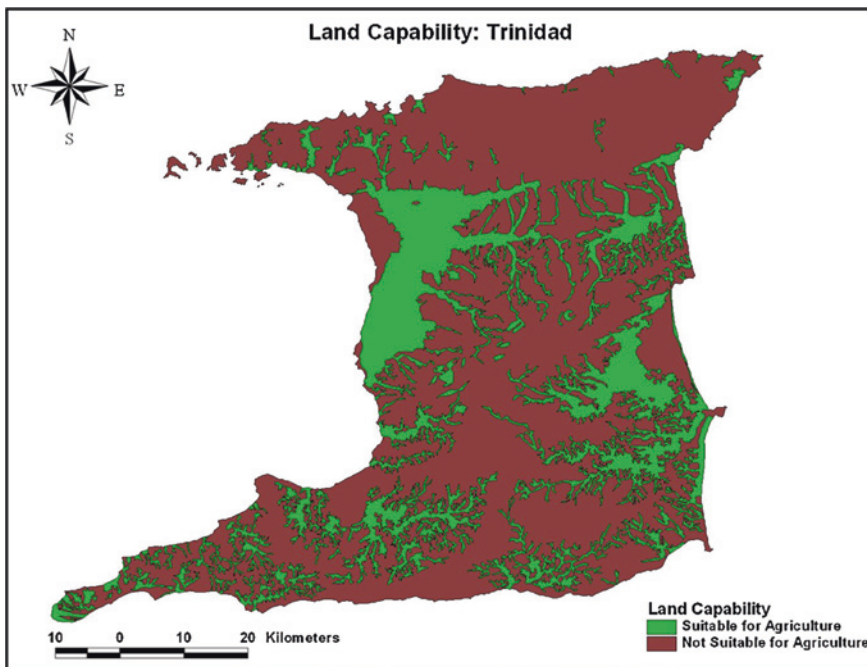 Land Capability: Trinidad
N
W E
S
Land Capability
Suitable for Agriculture
Not Suitable for Agriculture
10 0 10 20 Kilometers